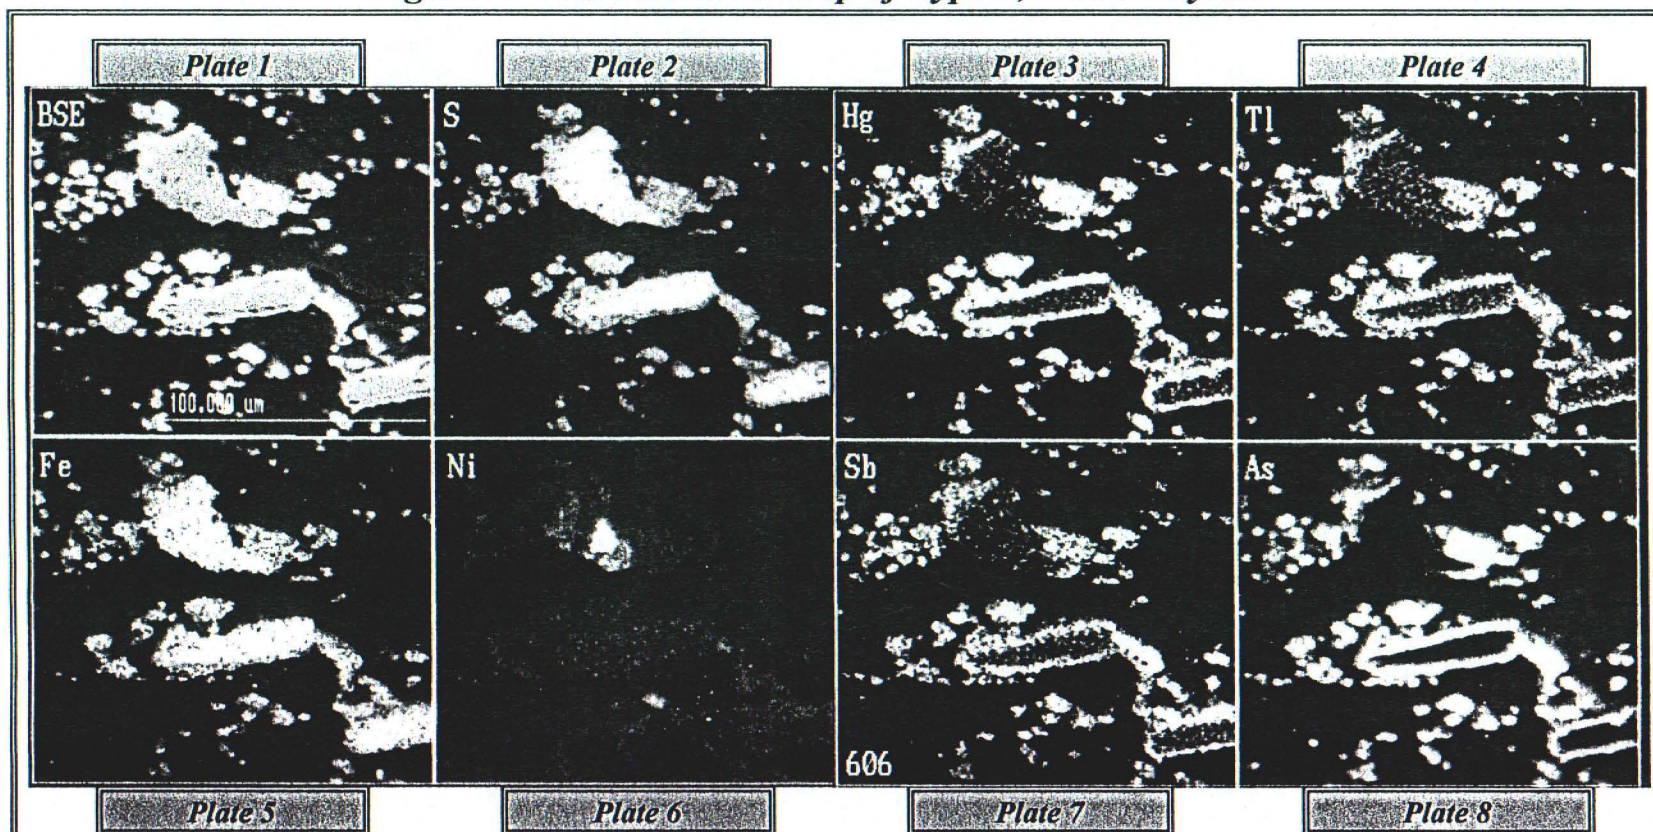 Plate 1
Plate 2
Plate 3
Plate 4
BSE
S
Hg
Tl
100.000 um
Fe
Ni
Sb
As
606
Plate 5
Plate 6
Plate 7
Plate 8